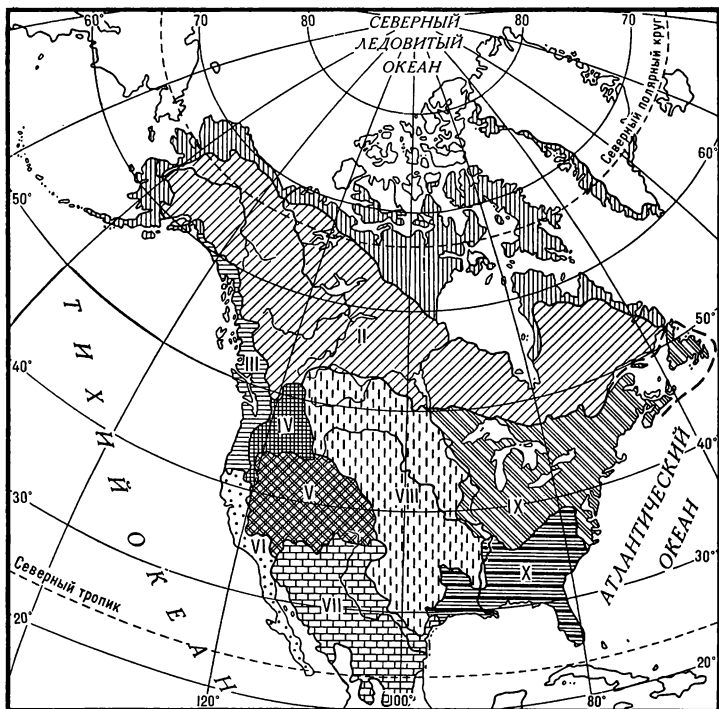 60°
70
80
СЕВЕРНЫЙ
ЛЕДОВИТЫЙ
ОКЕАН
80
70
Северный полярный круг
60°
50°
50°
ТИХИЙ ОКЕАН
40°
40°
АТЛАНТИЧЕСКИЙ
ОКЕАН
30°
30°
Северный тропик
20°
20°
120°
100°
80°
II
III
IV
V
VI
VII
VIII
IX
X